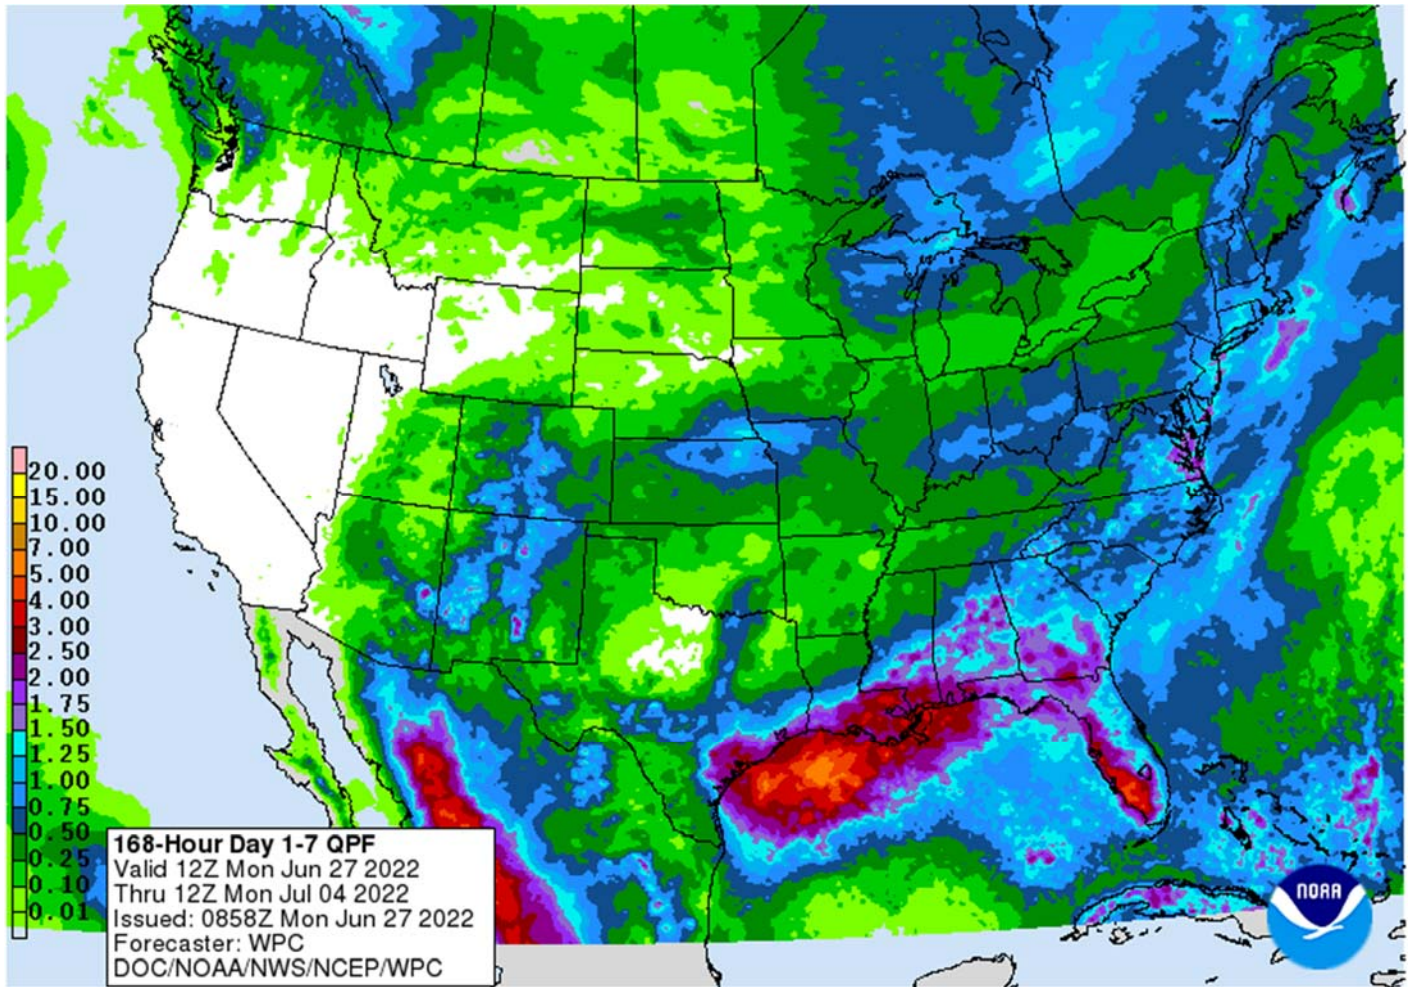 20.00
15.00
10.00
7.00
5.00
4.00
3.00
2.50
2.00
1.75
1.50
1.25
1.00
0.75
0.50
0.25
0.10
0.01
168-Hour Day 1-7 QPF
Valid 12Z Mon Jun 27 2022
Thru 12Z Mon Jul 04 2022
Issued: 0858Z Mon Jun 27 2022
Forecaster: WPC
DOC/NOAA/NWS/NCEP/WPC
NOAA